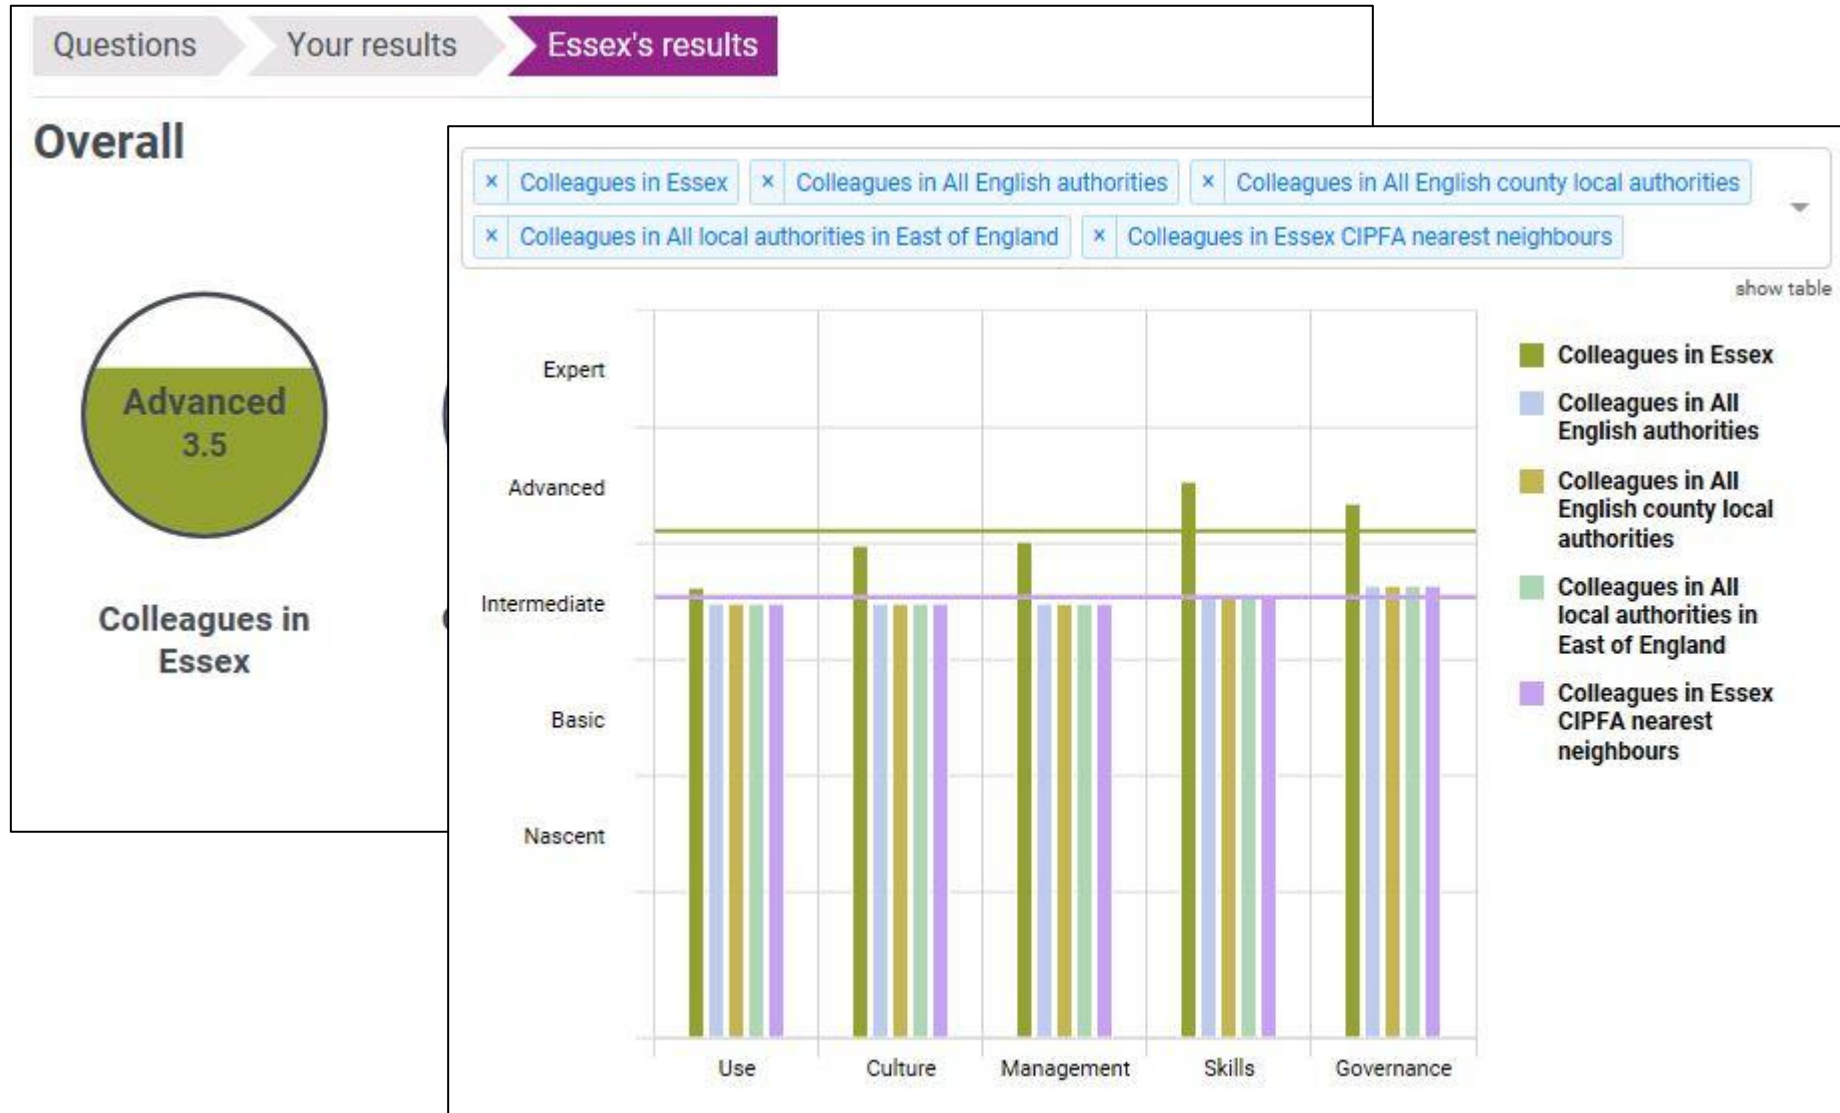 Questions
Your results
Essex's results
Overall
Advanced
3.5
Colleagues in
Essex
× Colleagues in Essex
× Colleagues in All English authorities
× Colleagues in All English county local authorities
× Colleagues in All local authorities in East of England
× Colleagues in Essex CIPFA nearest neighbours
show table
Expert
Advanced
Intermediate
Basic
Nascent
Use
Culture
Management
Skills
Governance
Colleagues in Essex
Colleagues in All
English authorities
Colleagues in All
English county local
authorities
Colleagues in All
local authorities in
East of England
Colleagues in Essex
CIPFA nearest
neighbours